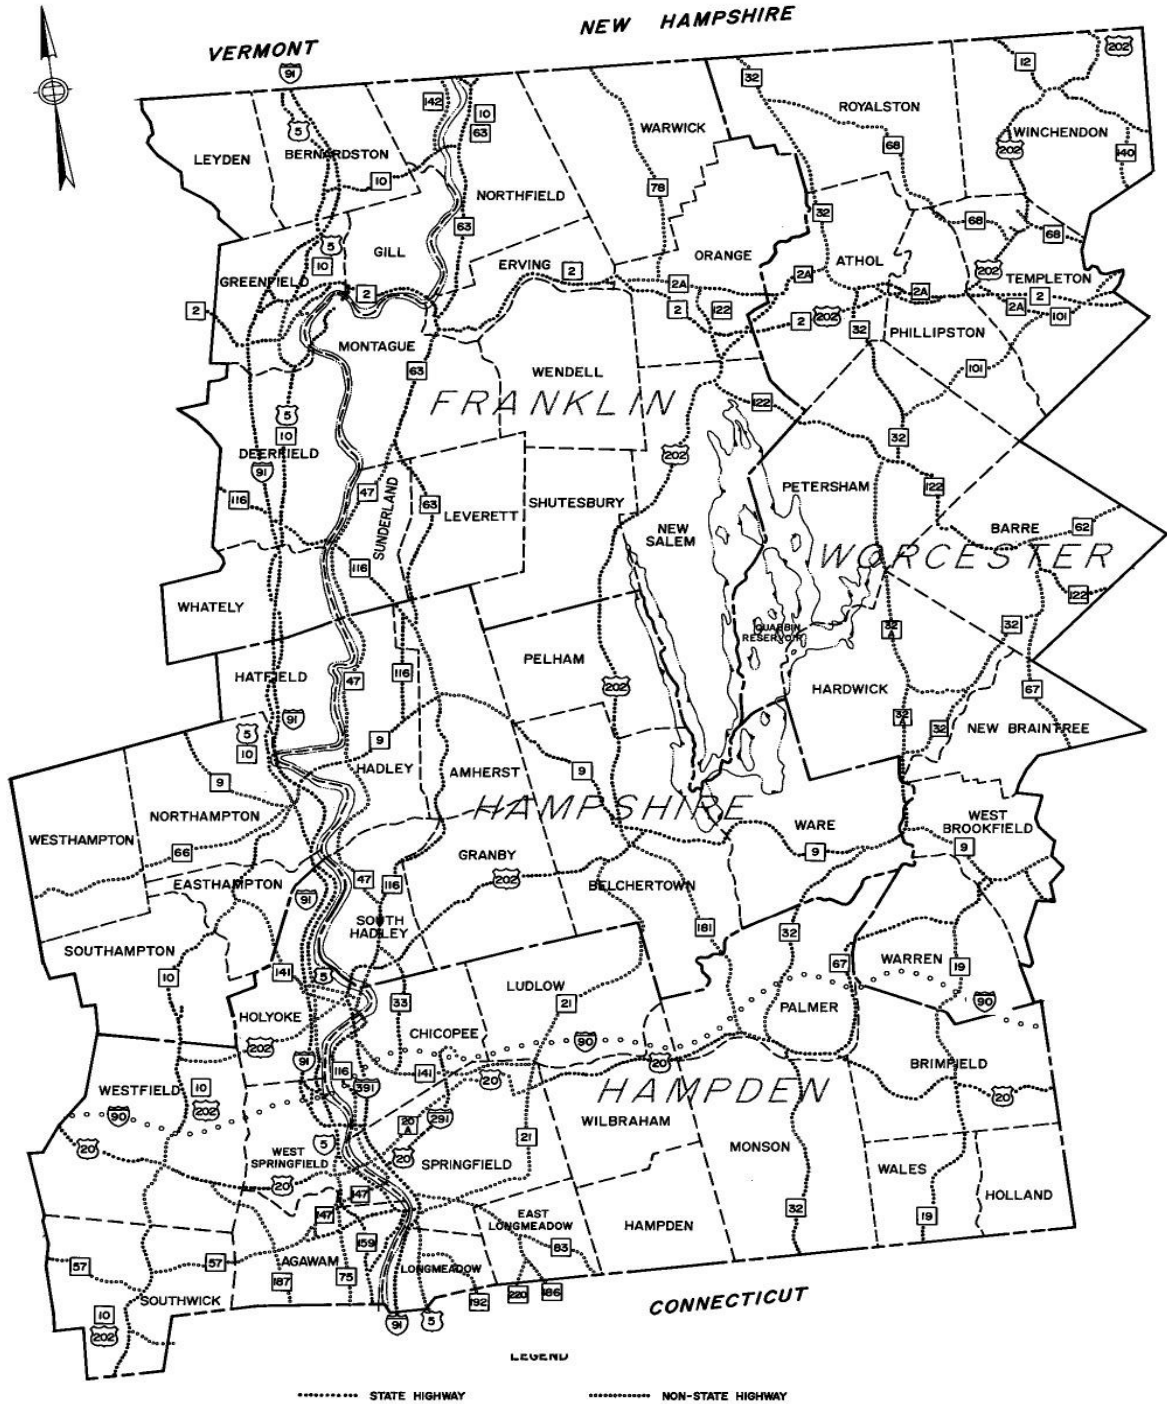 NEW HAMPSHIRE
VERMONT
91
202
12
32
142
10
63
5
ROYALSTON
WARWICK
WINCHENDON
LEYDEN
BERNARDSTON
68
202
140
10
78
NORTHFIELD
32
68
68
63
5
GILL
10
ORANGE
ATHOL
ERVING
2
2A
202
TEMPLETON
GREENFIELD
2
2A
2A
2
2A
101
2
2
122
2
202
32
PHILLIPSTON
MONTAGUE
63
WENDELL
101
FRANKLIN
122
5
10
32
DEERFIELD
202
91
116
47
SUNDERLAND
63
LEVERETT
SHUTESBURY
NEW
SALEM
PETERSHAM
122
BARRE
62
WORCESTER
116
122
WHATELY
QUABBIN
RESERVOIR
32
A
32
PELHAM
HATFIELD
47
116
202
HARDWICK
67
5
10
91
32
A
32
NEW BRAINTREE
9
9
HADLEY
AMHERST
9
HAMPSHIRE
NORTHAMPTON
WESTHAMPTON
WARE
WEST
BROOKFIELD
66
GRANBY
9
9
EASTHAMPTON
47
116
202
BELCHERTOWN
91
SOUTH
HADLEY
181
32
SOUTHAMPTON
10
141
5
67
WARREN
19
LUDLOW
21
33
90
HOLYOKE
PALMER
CHICOPEE
90
202
91
20
BRIMFIELD
116
391
141
20
WESTFIELD
10
202
90
HAMPDEN
20
20
A
291
WILBRAHAM
5
21
MONSON
20
WEST
SPRINGFIELD
20
SPRINGFIELD
WALES
20
147
HOLLAND
147
EAST
LONGMEADOW
HAMPDEN
32
19
159
83
57
57
AGAWAM
187
75
LONGMEADOW
SOUTHWICK
192
220
186
10
202
91
5
CONNECTICUT
LEGEND
STATE HIGHWAY
NON-STATE HIGHWAY